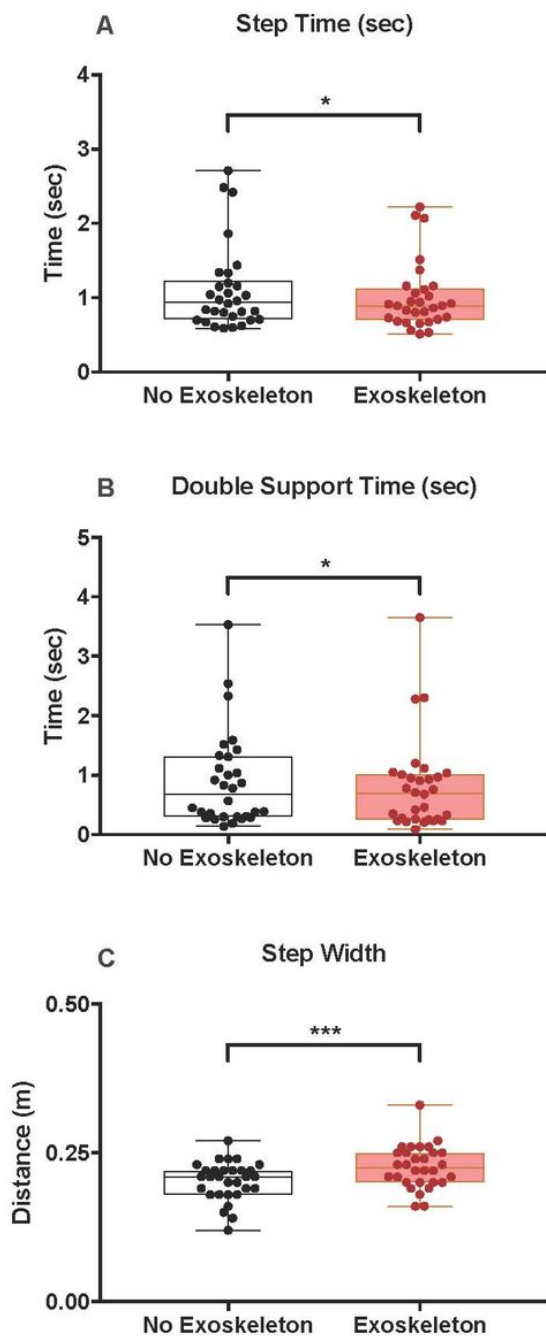 A Step Time (sec)
4
*
3
Time (sec)
2
1
0
No Exoskeleton Exoskeleton
B Double Support Time (sec)
5
*
4
3
Time (sec)
2
1
0
No Exoskeleton Exoskeleton
C Step Width
0.50
***
Distance (m)
0.25
0.00
No Exoskeleton Exoskeleton